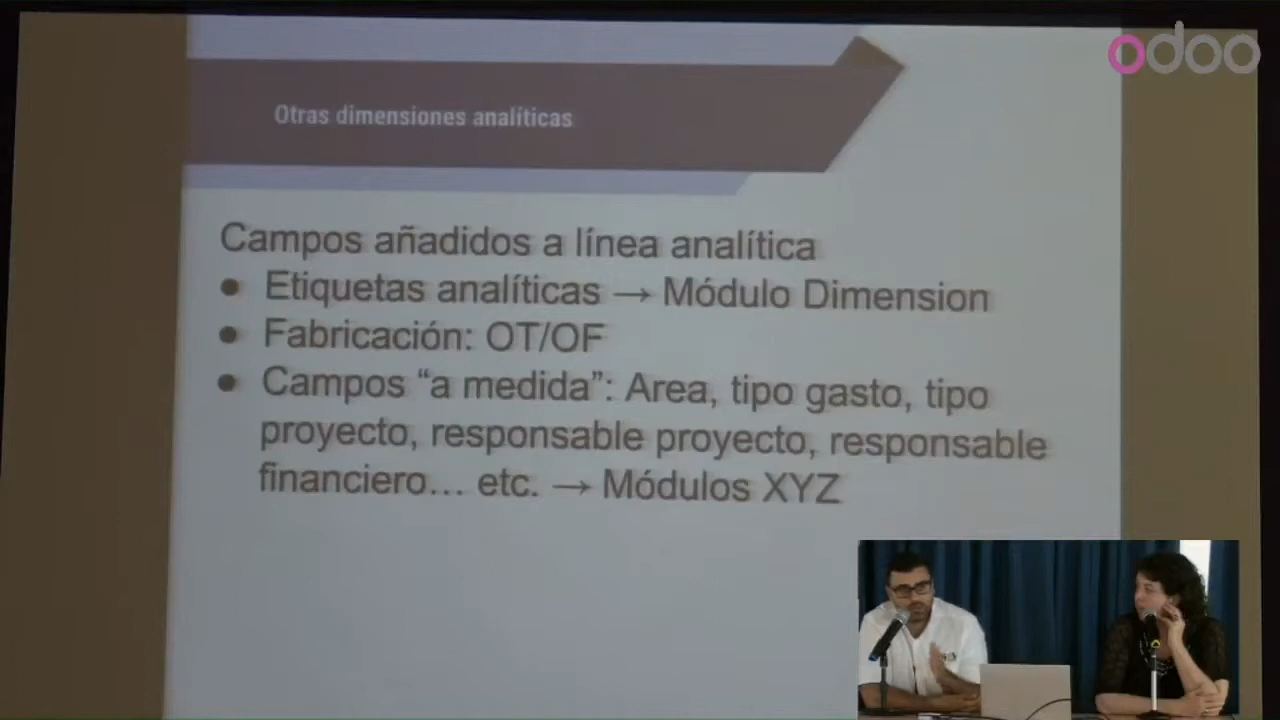 odoo
Otras dimensiones analíticas
Campos añadidos a línea analítica
● Etiquetas analíticas → Módulo Dimension
● Fabricación: OT/OF
● Campos “a medida”: Area, tipo gasto, tipo
proyecto, responsable proyecto, responsable
financiero... etc. → Módulos XYZ